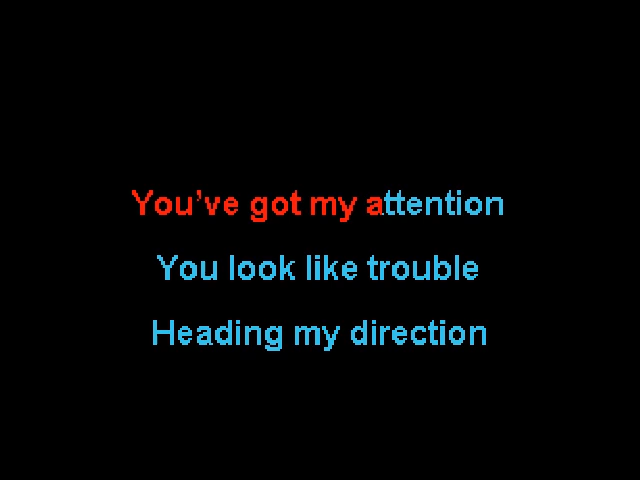 You’ve got my attention
You look like trouble
Heading my direction